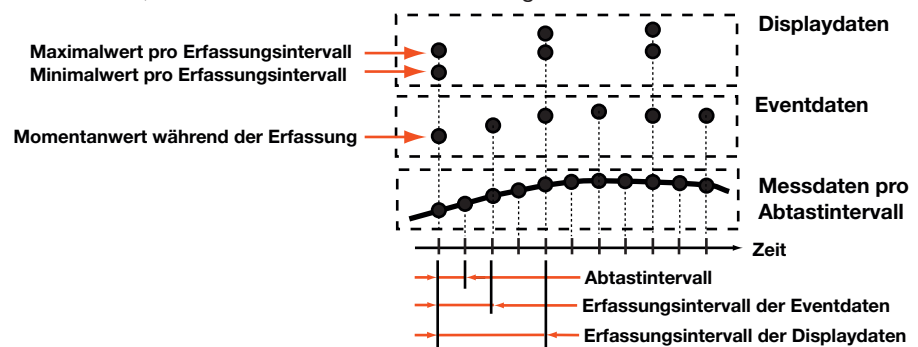 Displaydaten
Maximalwert pro Erfassungsintervall
Minimalwert pro Erfassungsintervall
Eventdaten
Momentanwert während der Erfassung
Messdaten pro
Abtastintervall
Zeit
Abtastintervall
Erfassungsintervall der Eventdaten
Erfassungsintervall der Displaydaten